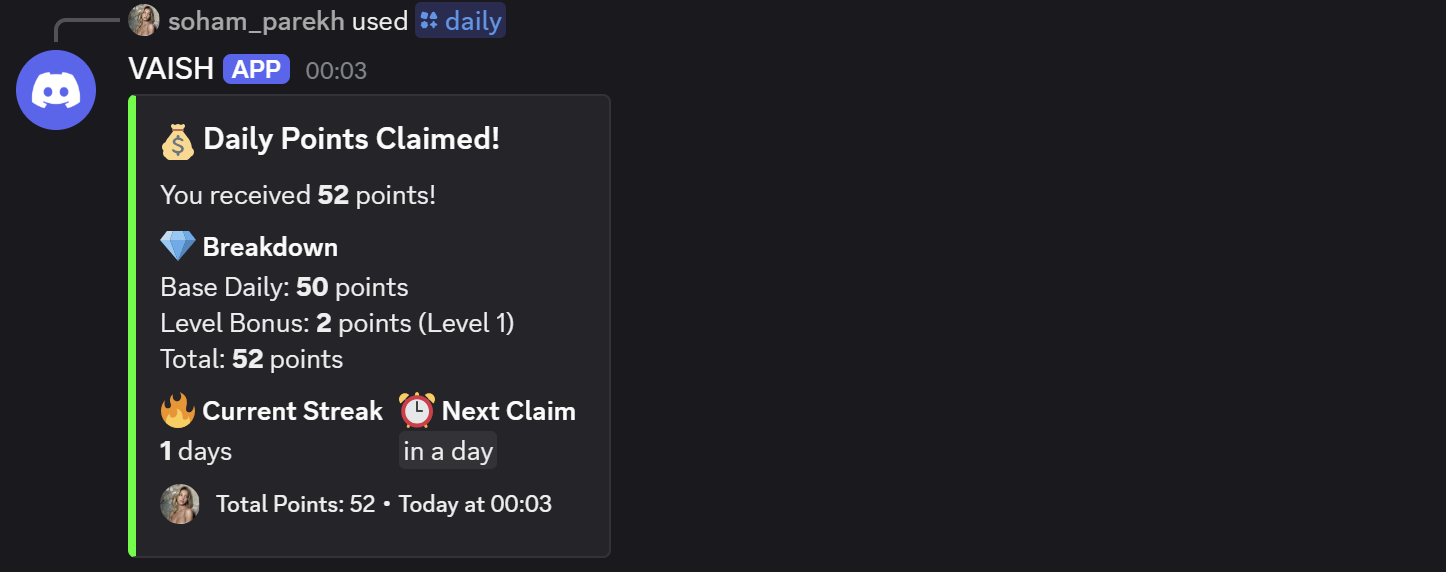 soham_parekh used daily
VAISH APP 00:03
Daily Points Claimed!
You received 52 points!
Breakdown
Base Daily: 50 points
Level Bonus: 2 points (Level 1)
Total: 52 points
Current Streak
1 days
Next Claim
in a day
Total Points: 52 • Today at 00:03